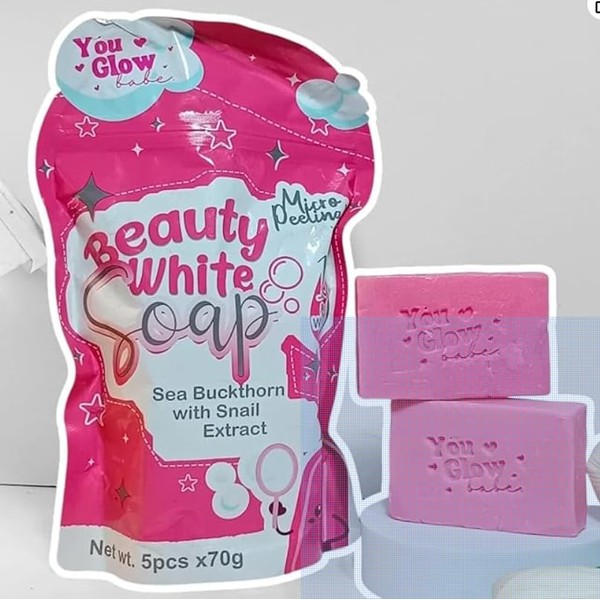 You
Glow
babe
Micro
Peeling
Beauty
White
Soap
Sea Buckthorn
with Snail
Extract
Net wt. 5pcs x70g
You
Glow
babe
You
Glow
babe